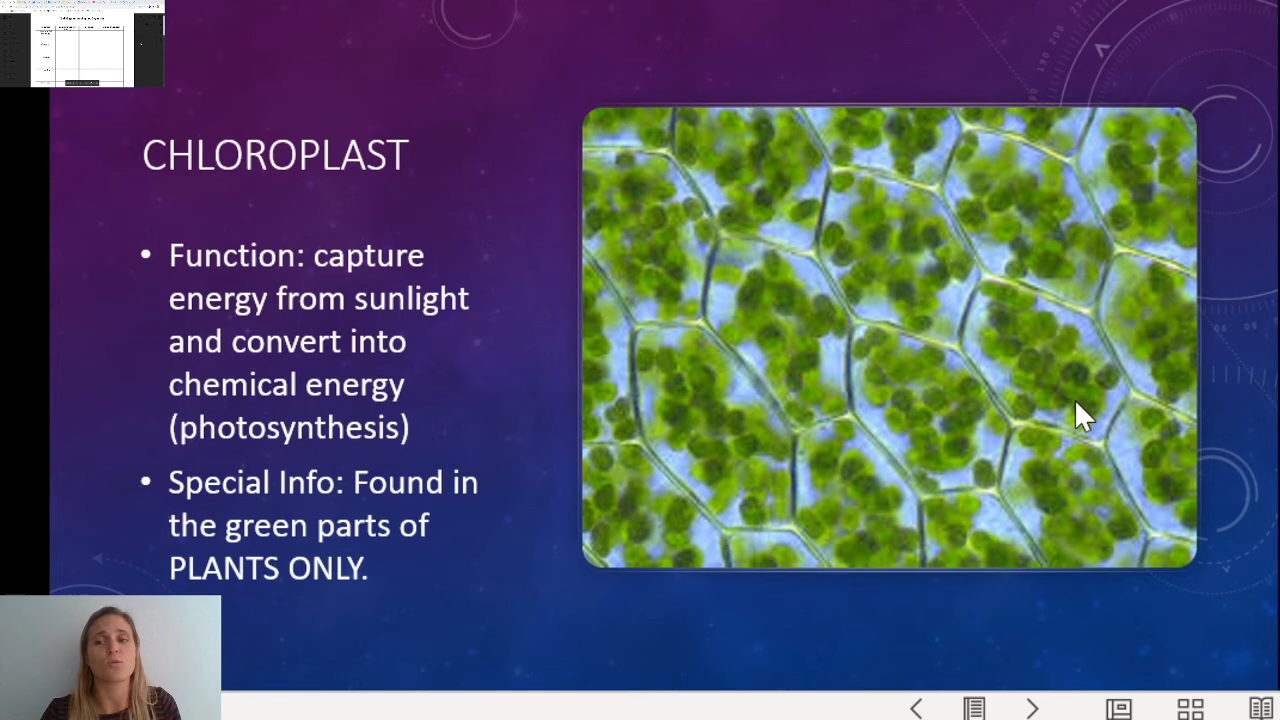 CHLOROPLAST
• Function: capture
energy from sunlight
and convert into
chemical energy
(photosynthesis)
• Special Info: Found in
the green parts of
PLANTS ONLY.